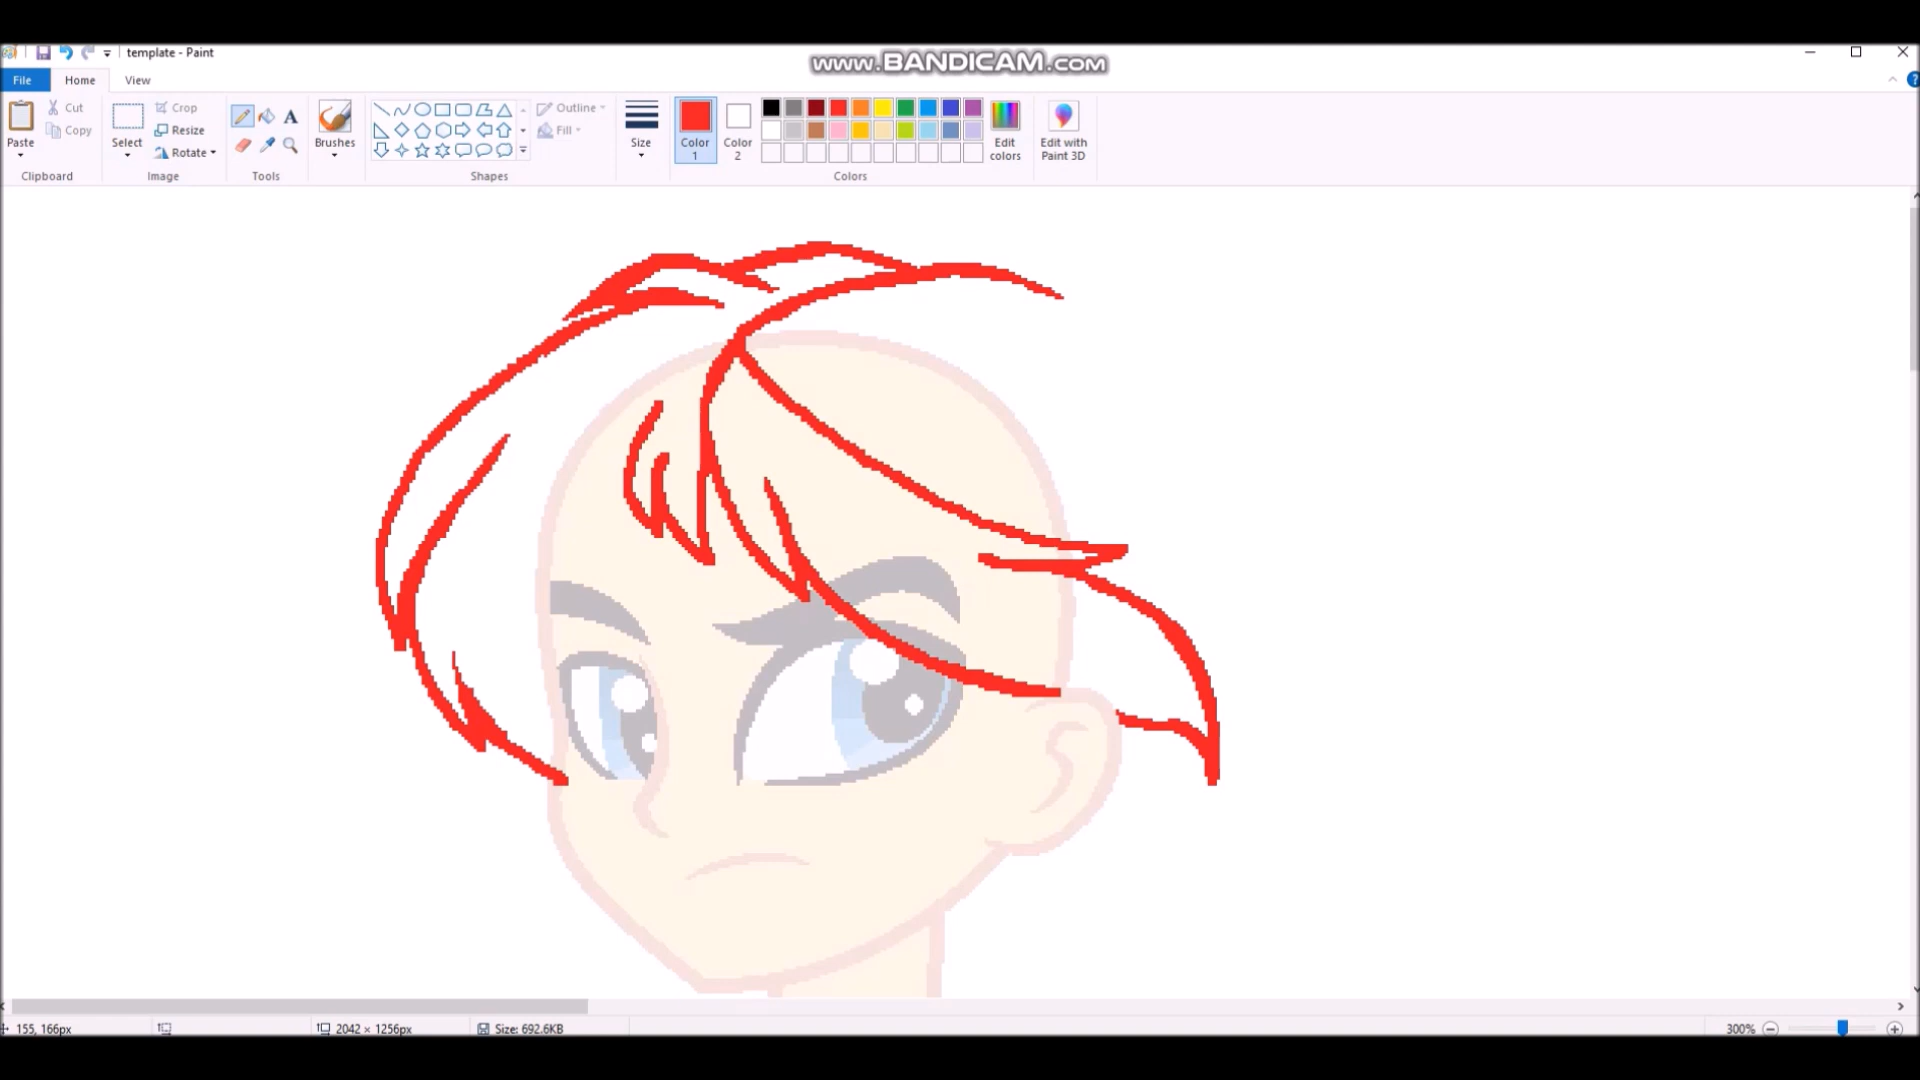 template - Paint
www.BANDICAM.com
File
Home
View
Paste
Cut
Copy
Clipboard
Select
Crop
Resize
Rotate
Image
A
Tools
Brushes
Outline
Fill
Shapes
Size
Color
1
Color
2
Edit
colors
Edit with
Paint 3D
Colors
155, 166px
2042 × 1256px
Size: 692.6KB
300%